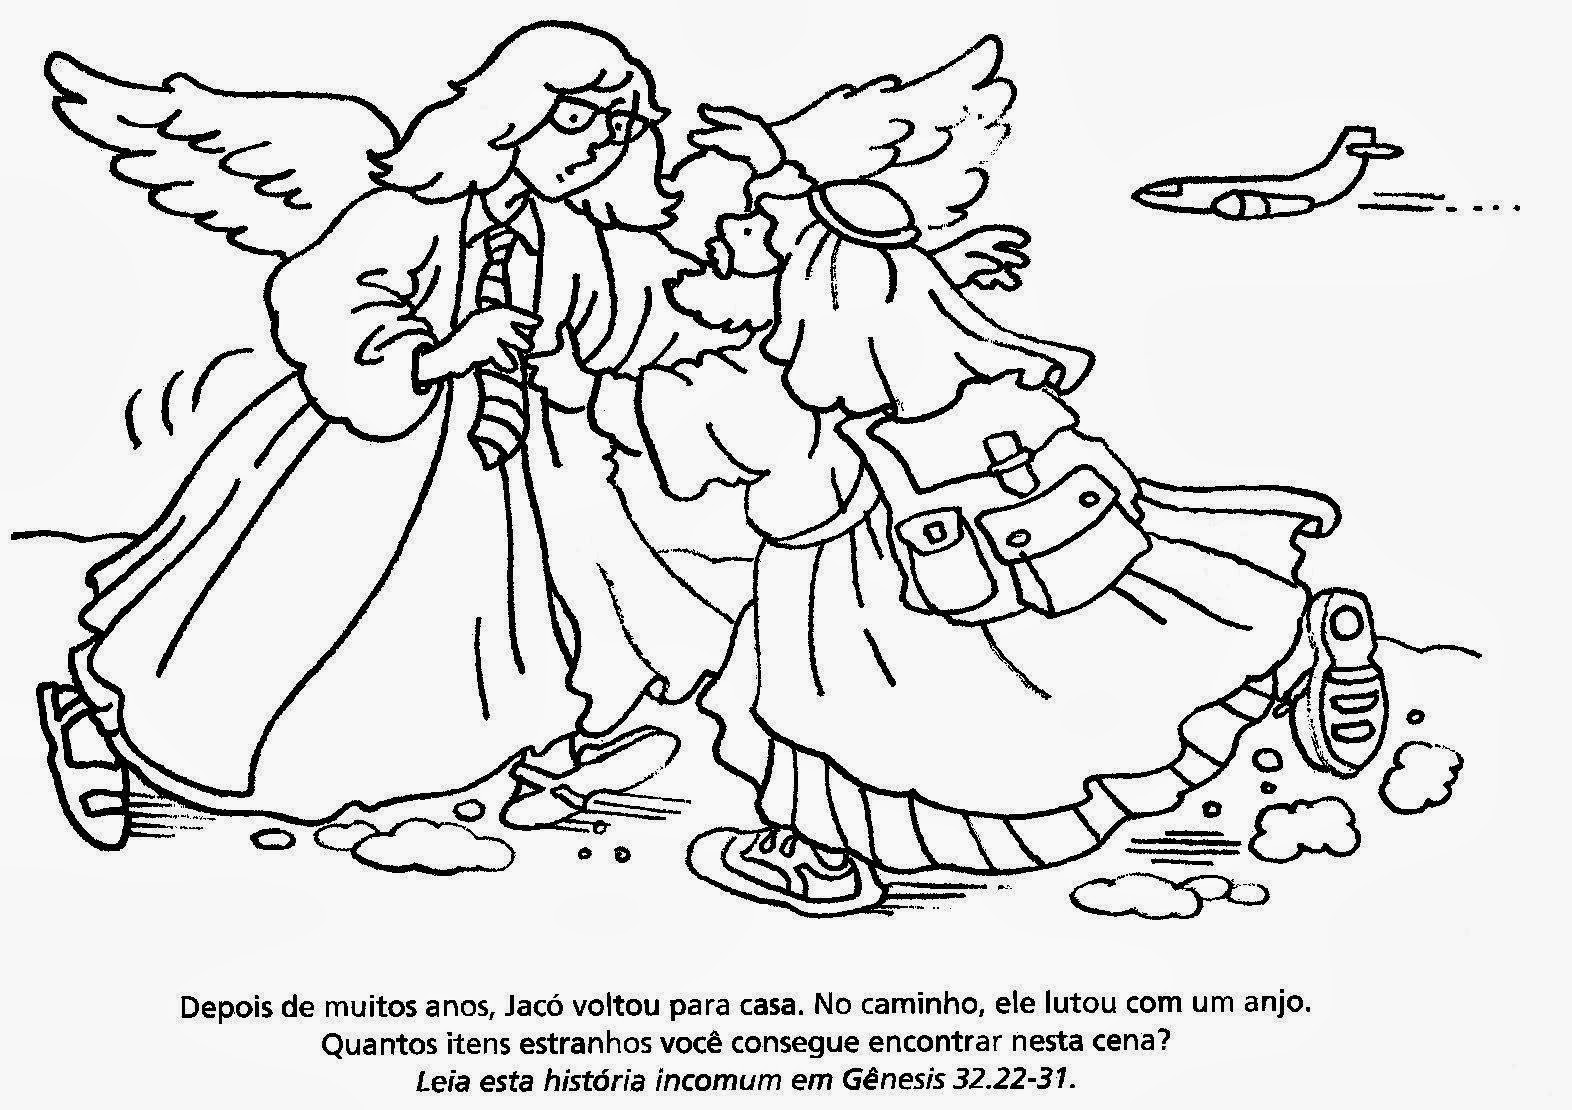 Depois de muitos anos, Jacó voltou para casa. No caminho, ele lutou com um anjo.
Quantos itens estranhos você consegue encontrar nesta cena?
Leia esta história incomum em Gênesis 32.22-31.